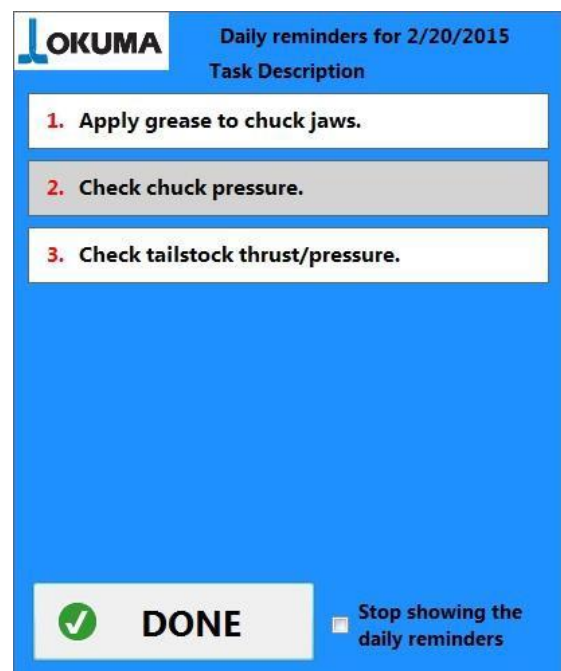 OKUMA
Daily reminders for 2/20/2015
Task Description
1. Apply grease to chuck jaws.
2. Check chuck pressure.
3. Check tailstock thrust/pressure.
DONE
Stop showing the
daily reminders